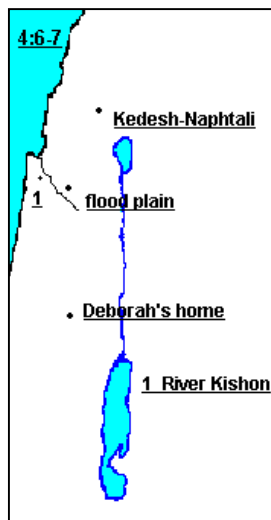 4:6-7
Kedesh-Naphtali
1
flood plain
Deborah's home
1 River Kishon